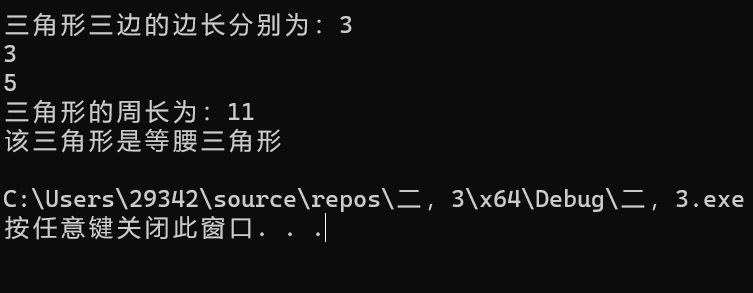 三角形三边的边长分别为：3
3
5
三角形的周长为：11
该三角形是等腰三角形
C:\Users\29342\source\repos\二，3\x64\Debug\二，3.exe
按任意键关闭此窗口. . .